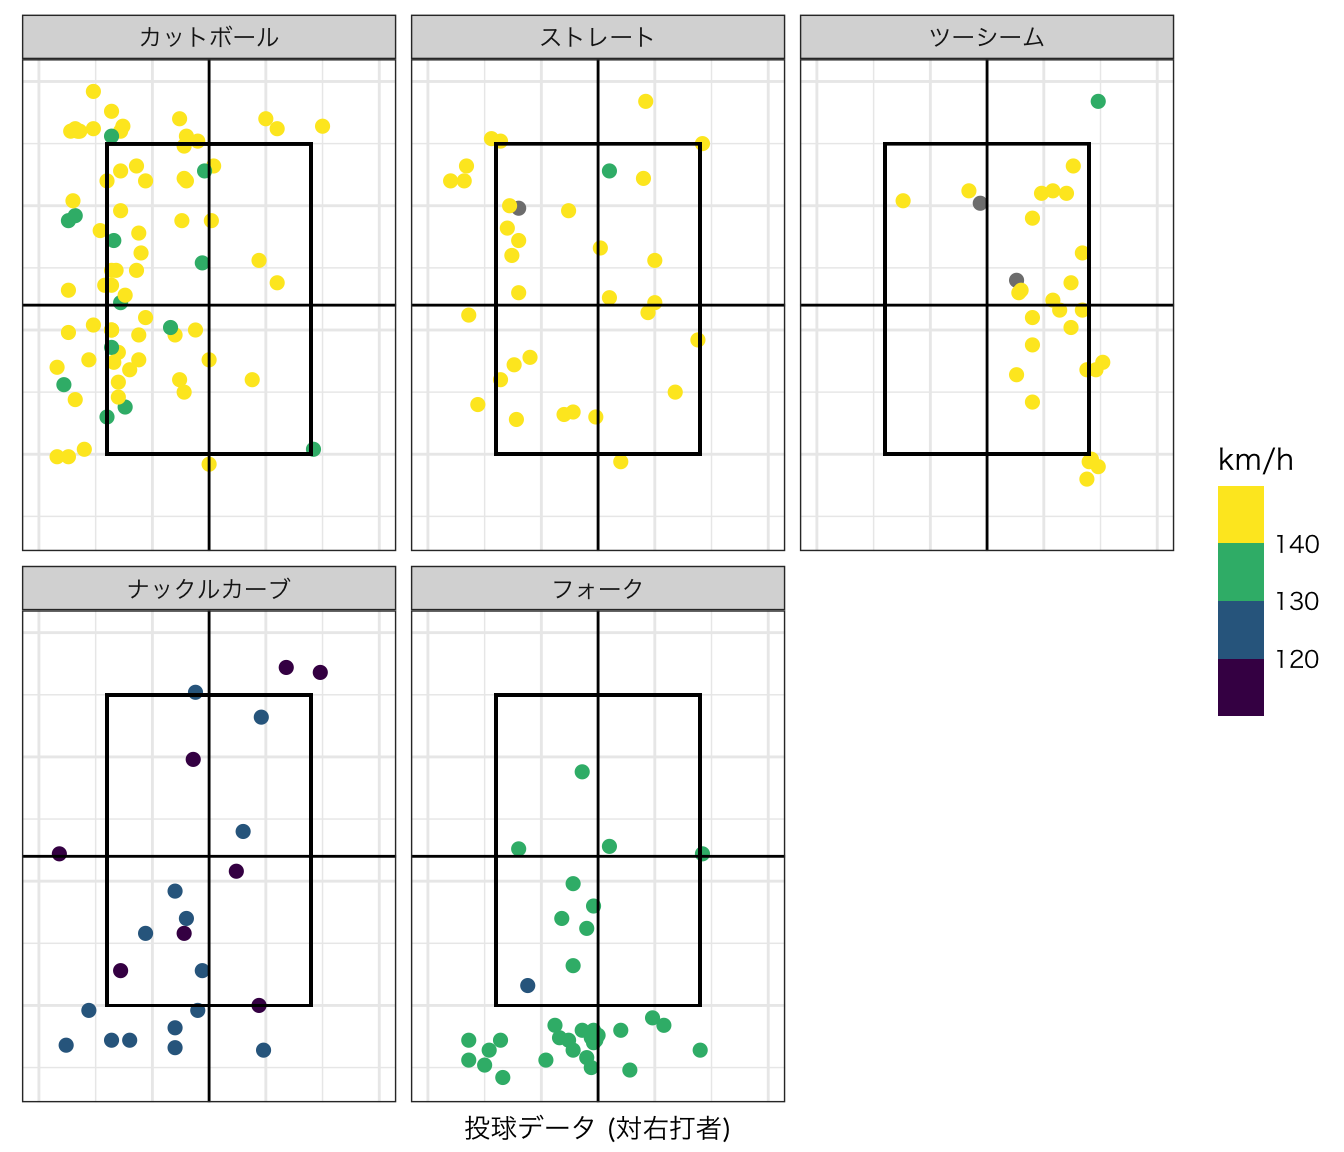 カットボール
ストレート
ツーシーム
km/h
140
130
120
ナックルカーブ
フォーク
投球データ (対右打者)